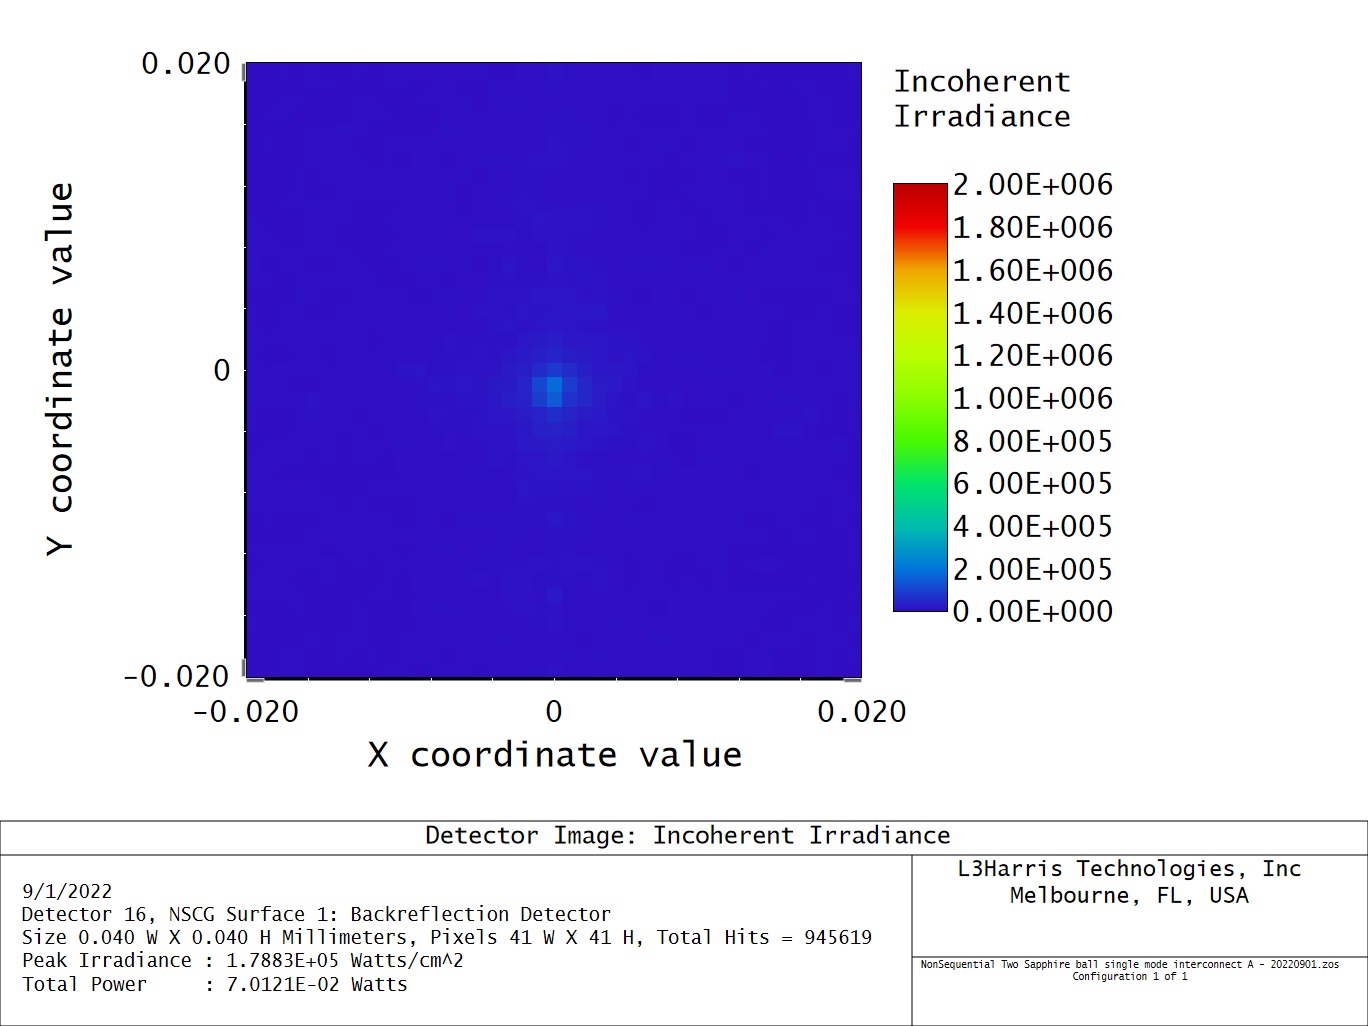 0.020
0
-0.020
Y coordinate value
-0.020
0
0.020
X coordinate value
Incoherent
Irradiance
2.00E+006
1.80E+006
1.60E+006
1.40E+006
1.20E+006
1.00E+006
8.00E+005
6.00E+005
4.00E+005
2.00E+005
0.00E+000
Detector Image: Incoherent Irradiance
9/1/2022
Detector 16, NSCG Surface 1: Backreflection Detector
Size 0.040 W X 0.040 H Millimeters, Pixels 41 W X 41 H, Total Hits = 945619
Peak Irradiance : 1.7883E+05 Watts/cm^2
Total Power     : 7.0121E-02 Watts
L3Harris Technologies, Inc
Melbourne, FL, USA
NonSequential Two Sapphire ball single mode interconnect A - 20220901.zos
Configuration 1 of 1